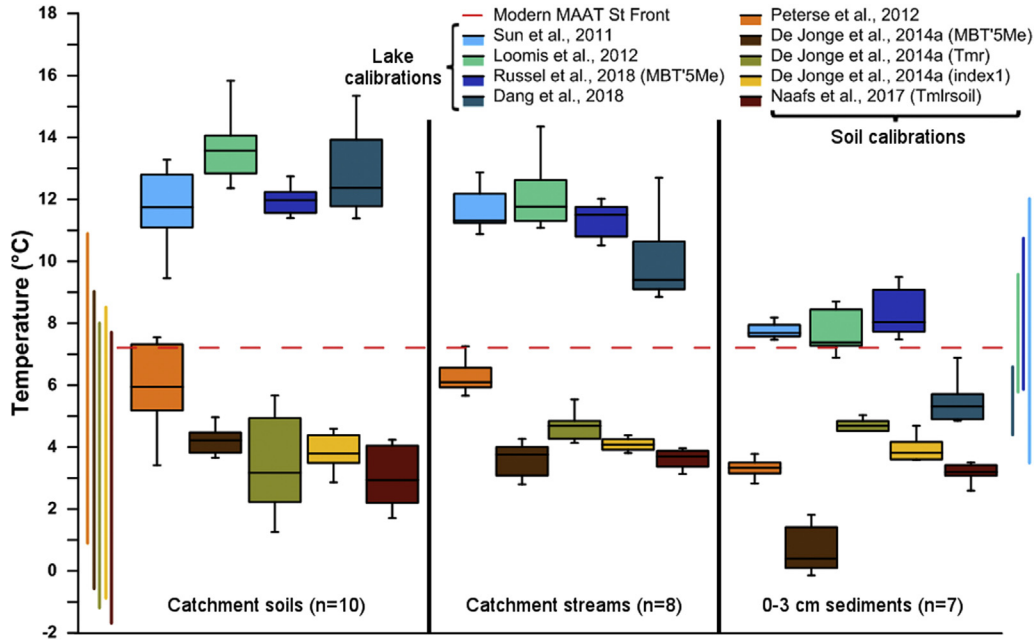 Modern MAAT St Front
Sun et al., 2011
Loomis et al., 2012
Russel et al., 2018 (MBT'5Me)
Dang et al., 2018
Lake
calibrations
Peterse et al., 2012
De Jonge et al., 2014a (MBT'5Me)
De Jonge et al., 2014a (Tmr)
De Jonge et al., 2014a (index1)
Naafs et al., 2017 (Tmlrsoil)
Soil calibrations
Temperature (°C)
18
16
14
12
10
8
6
4
2
0
-2
Catchment soils (n=10)
Catchment streams (n=8)
0-3 cm sediments (n=7)